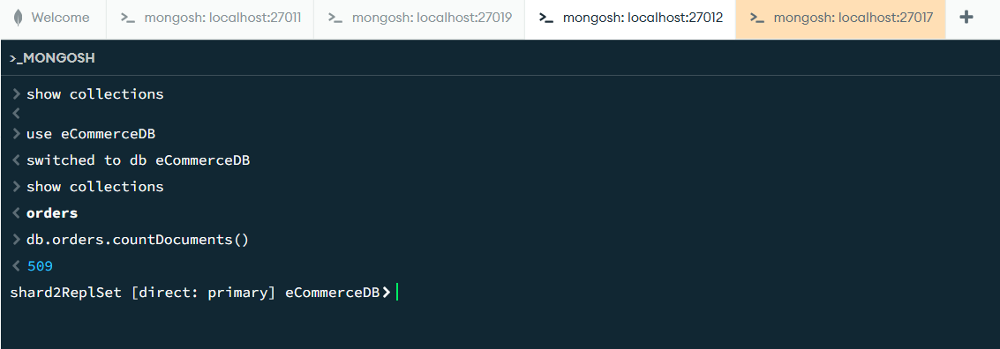 Welcome >_ mongosh: localhost:27011 >_ mongosh: localhost:27019 >_ mongosh: localhost:27012 >_ mongosh: localhost:27017 +
>_MONGOSH
> show collections
<
> use eCommerceDB
< switched to db eCommerceDB
> show collections
< orders
> db.orders.countDocuments()
< 509
shard2ReplSet [direct: primary] eCommerceDB>